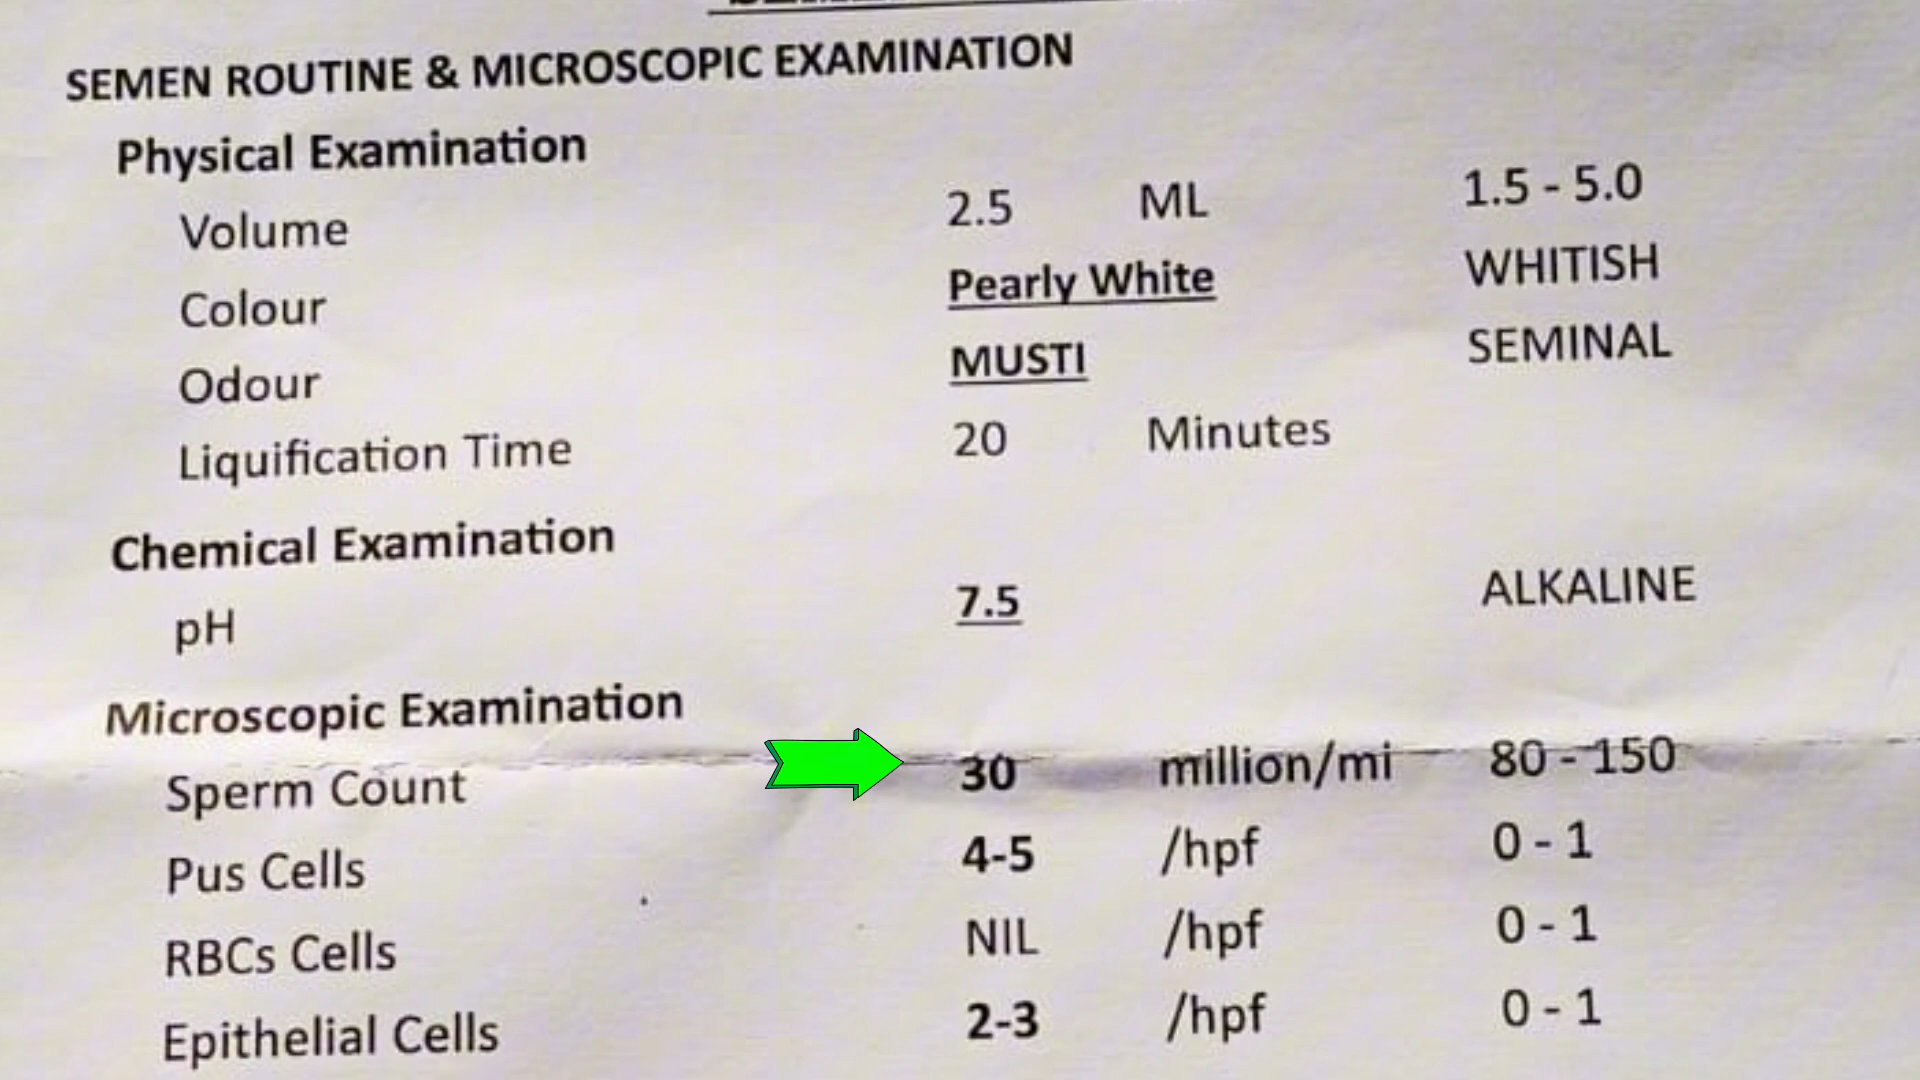 SEMEN ROUTINE & MICROSCOPIC EXAMINATION
Physical Examination
Volume 2.5 ML 1.5 - 5.0
Colour Pearly White WHITISH
Odour MUSTI SEMINAL
Liquification Time 20 Minutes
Chemical Examination
pH 7.5 ALKALINE
Microscopic Examination
Sperm Count 30 million/mi 80 - 150
Pus Cells 4-5 /hpf 0 - 1
RBCs Cells NIL /hpf 0 - 1
Epithelial Cells 2-3 /hpf 0 - 1